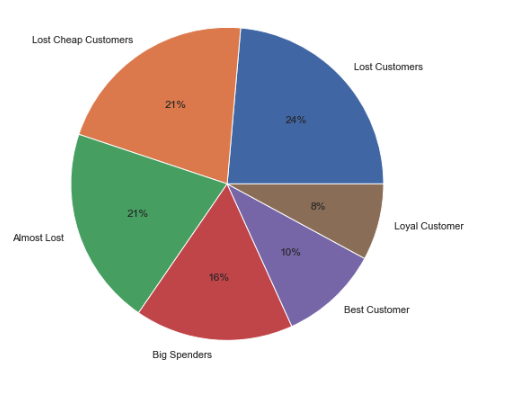 Lost Cheap Customers
Lost Customers
21%
24%
21%
8%
Loyal Customer
Almost Lost
10%
16%
Best Customer
Big Spenders